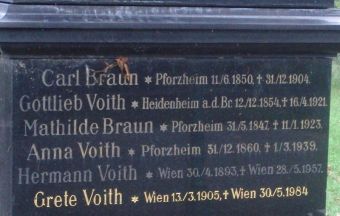 Carl Braun * Pforzheim 11/6.1850, † 31/12.1904.
Gottlieb Voith * Heidenheim a.d.Br. 12/12.1854, † 16/4.1921.
Mathilde Braun * Pforzheim 31/5.1847. † 11/1.1923.
Anna Voith * Pforzheim 31/12.1860, † 1/3.1939.
Hermann Voith * Wien 30/4.1893, † Wien 28/5.1957.
Grete Voith * Wien 13/3.1905, † Wien 30/5.1984